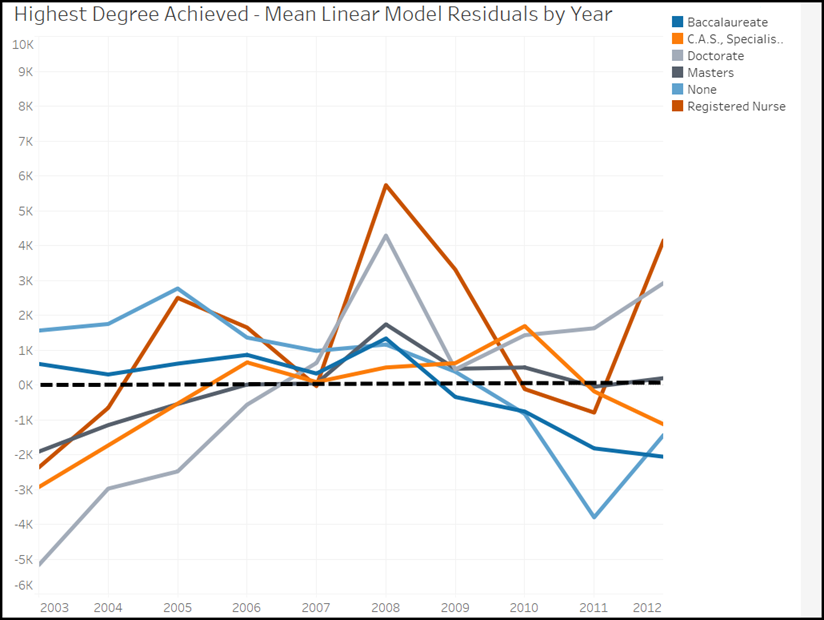 Highest Degree Achieved - Mean Linear Model Residuals by Year
Baccalaureate
C.A.S., Specialis..
Doctorate
Masters
None
Registered Nurse
10K
9K
8K
7K
6K
5K
4K
3K
2K
1K
0K
-1K
-2K
-3K
-4K
-5K
-6K
2003 2004 2005 2006 2007 2008 2009 2010 2011 2012